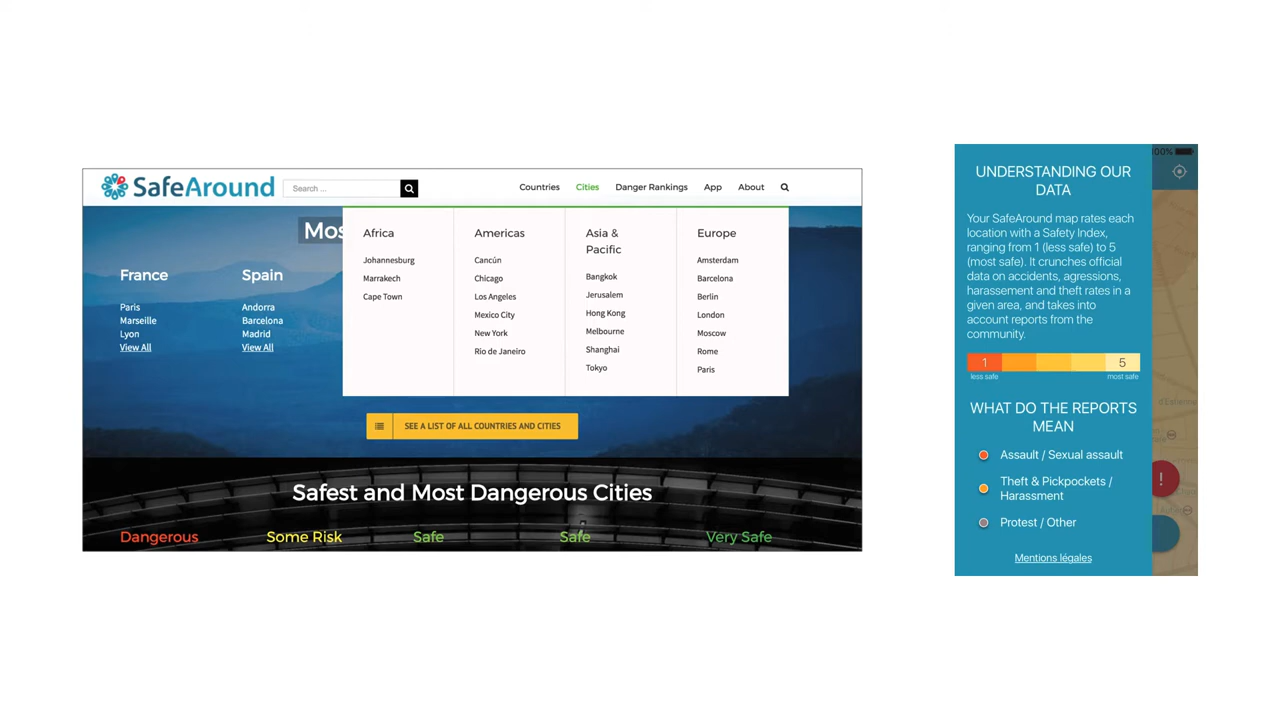 SafeAround
Search ...
Countries
Cities
Danger Rankings
App
About
Mos
France
Paris
Marseille
Lyon
View All
Spain
Andorra
Barcelona
Madrid
View All
Africa
Johannesburg
Marrakech
Cape Town
Americas
Cancún
Chicago
Los Angeles
Mexico City
New York
Rio de Janeiro
Asia &
Pacific
Bangkok
Jerusalem
Hong Kong
Melbourne
Shanghai
Tokyo
Europe
Amsterdam
Barcelona
Berlin
London
Moscow
Rome
Paris
SEE A LIST OF ALL COUNTRIES AND CITIES
Safest and Most Dangerous Cities
Dangerous
Some Risk
Safe
Safe
Very Safe
100%
UNDERSTANDING OUR
DATA
Your SafeAround map rates each
location with a Safety Index,
ranging from 1 (less safe) to 5
(most safe). It crunches official
data on accidents, agressions,
harassement and theft rates in a
given area, and takes into
account reports from the
community.
1
5
less safe
most safe
WHAT DO THE REPORTS
MEAN
Assault / Sexual assault
Theft & Pickpockets /
Harassment
Protest / Other
Mentions légales
!